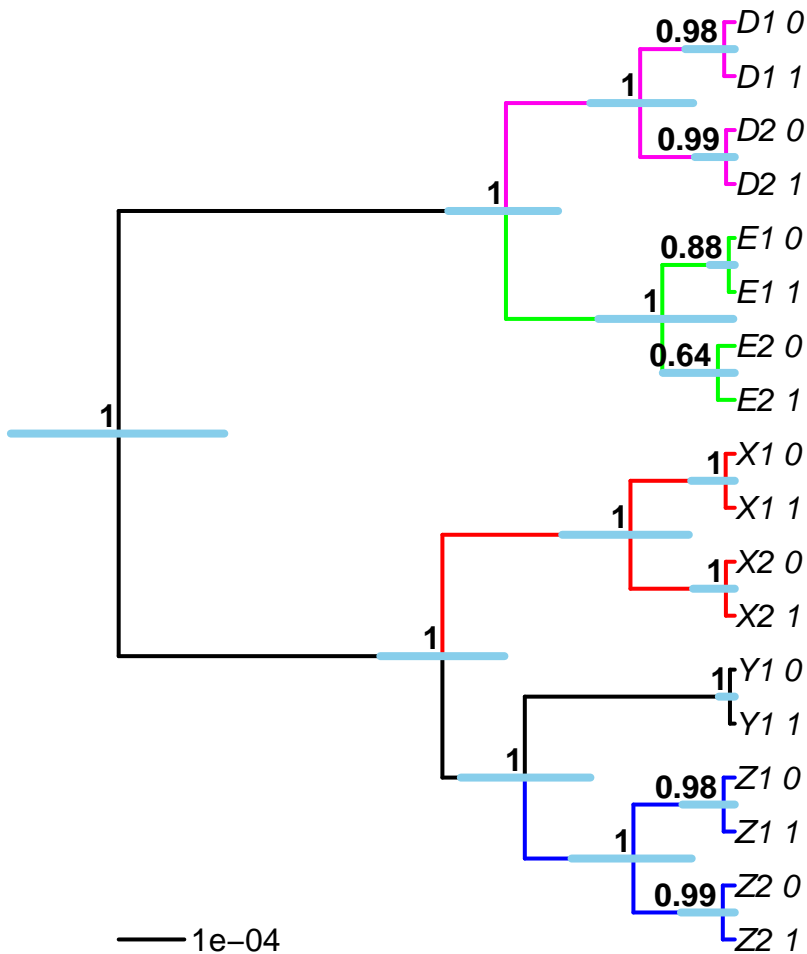 D1 0
0.98
D1 1
1
D2 0
0.99
D2 1
1
E1 0
0.88
E1 1
1
E2 0
0.64
E2 1
1
X1 0
1
X1 1
1
X2 0
1
X2 1
1
Y1 0
1
Y1 1
1
Z1 0
0.98
Z1 1
1
Z2 0
0.99
Z2 1
1e−04